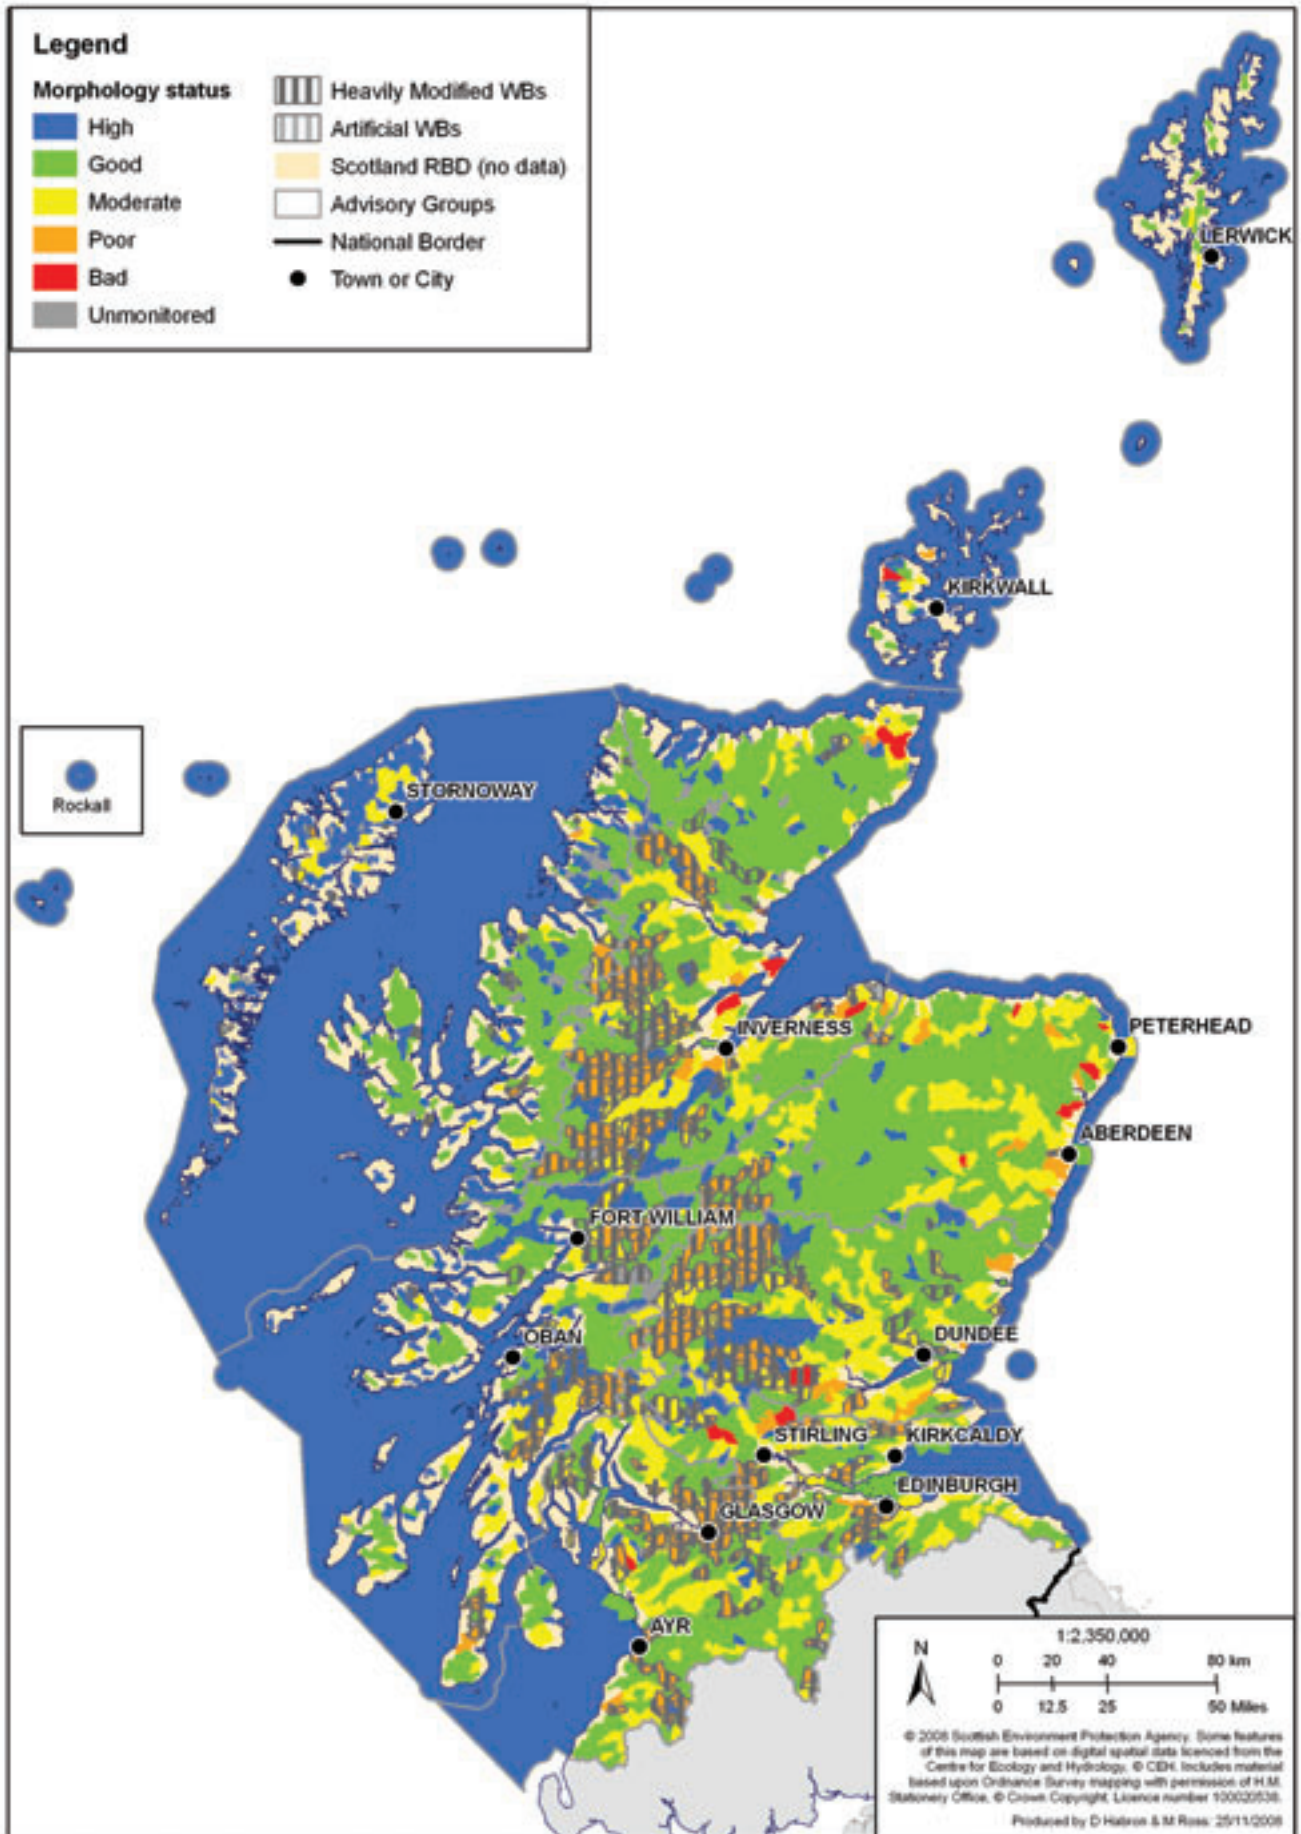 Legend
Morphology status
High
Good
Moderate
Poor
Bad
Unmonitored
Heavily Modified WBs
Artificial WBs
Scotland RBD (no data)
Advisory Groups
National Border
Town or City
LERWICK
KIRKWALL
STORNOWAY
Rockall
INVERNESS
PETERHEAD
ABERDEEN
FORT WILLIAM
DUNDEE
OBAN
STIRLING
KIRKCALDY
EDINBURGH
GLASGOW
AYR
N
1:2,350,000
0 20 40 80 km
0 12.5 25 50 Miles
© 2008 Scottish Environment Protection Agency. Some features
of this map are based on digital spatial data licenced from the
Centre for Ecology and Hydrology, © CEH. Includes material
based upon Ordnance Survey mapping with permission of H.M.
Stationery Office, © Crown Copyright. Licence number 100020538.
Produced by D Habron & M Ross: 25/11/2008